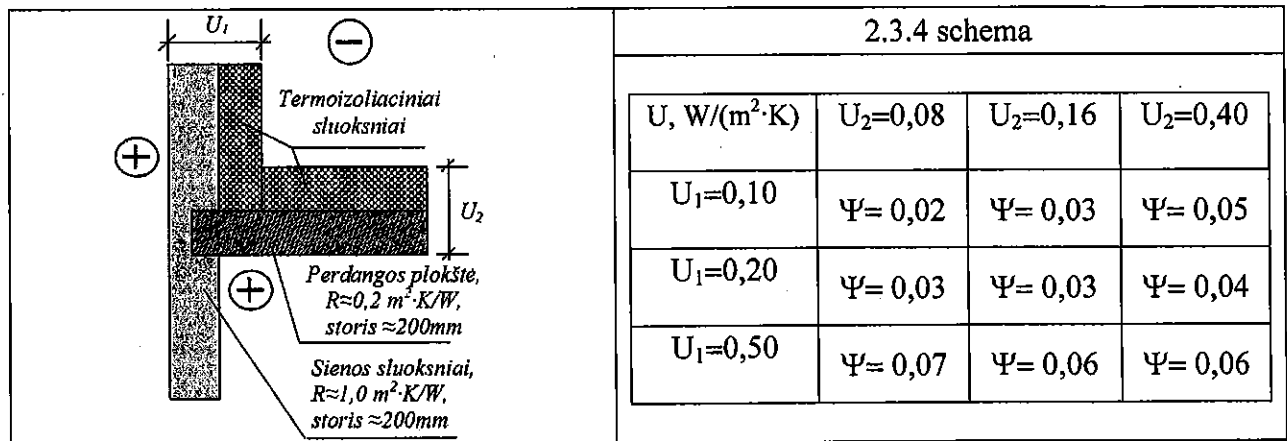 U₁
−
Termoizoliaciniai
sluoksniai
+
U₂
+
Perdangos plokštė,
R≈0,2 m²·K/W,
storis ≈200mm
Sienos sluoksniai,
R≈1,0 m²·K/W,
storis ≈200mm
2.3.4 schema
U, W/(m²·K) U₂=0,08 U₂=0,16 U₂=0,40
U₁=0,10 Ψ= 0,02 Ψ= 0,03 Ψ= 0,05
U₁=0,20 Ψ= 0,03 Ψ= 0,03 Ψ= 0,04
U₁=0,50 Ψ= 0,07 Ψ= 0,06 Ψ= 0,06